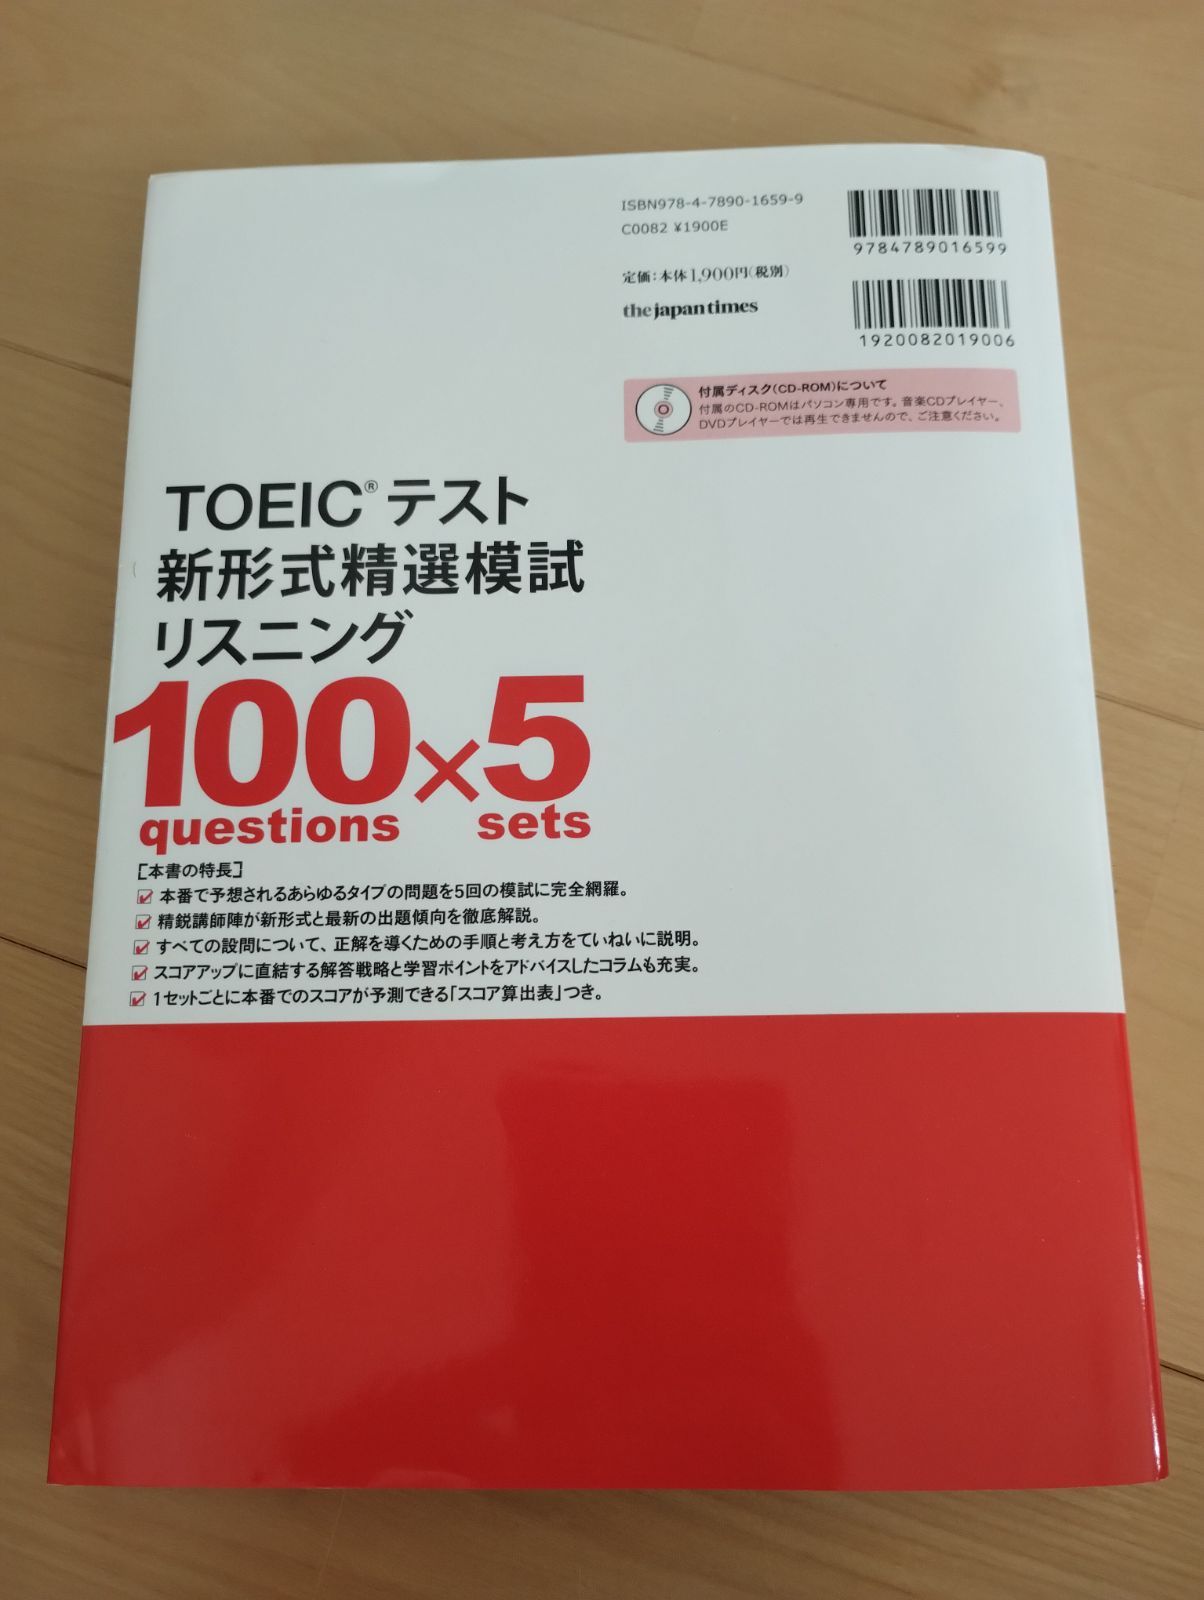 ISBN978-4-7890-1659-9
C0082 ¥1900E
9784789016599
定価:本体1,900円(税別)
the japan times
1920082019006
付属ディスク(CD-ROM)について
付属のCD-ROMはパソコン専用です。音楽CDプレイヤー、
DVDプレイヤーでは再生できませんので、ご注意ください。
TOEIC®テスト
新形式精選模試
リスニング
100×5
questions sets
[本書の特長]
本番で予想されるあらゆるタイプの問題を5回の模試に完全網羅。
精鋭講師陣が新形式と最新の出題傾向を徹底解説。
すべての設問について、正解を導くための手順と考え方をていねいに説明。
スコアアップに直結する解答戦略と学習ポイントをアドバイスしたコラムも充実。
1セットごとに本番でのスコアが予測できる「スコア算出表」つき。